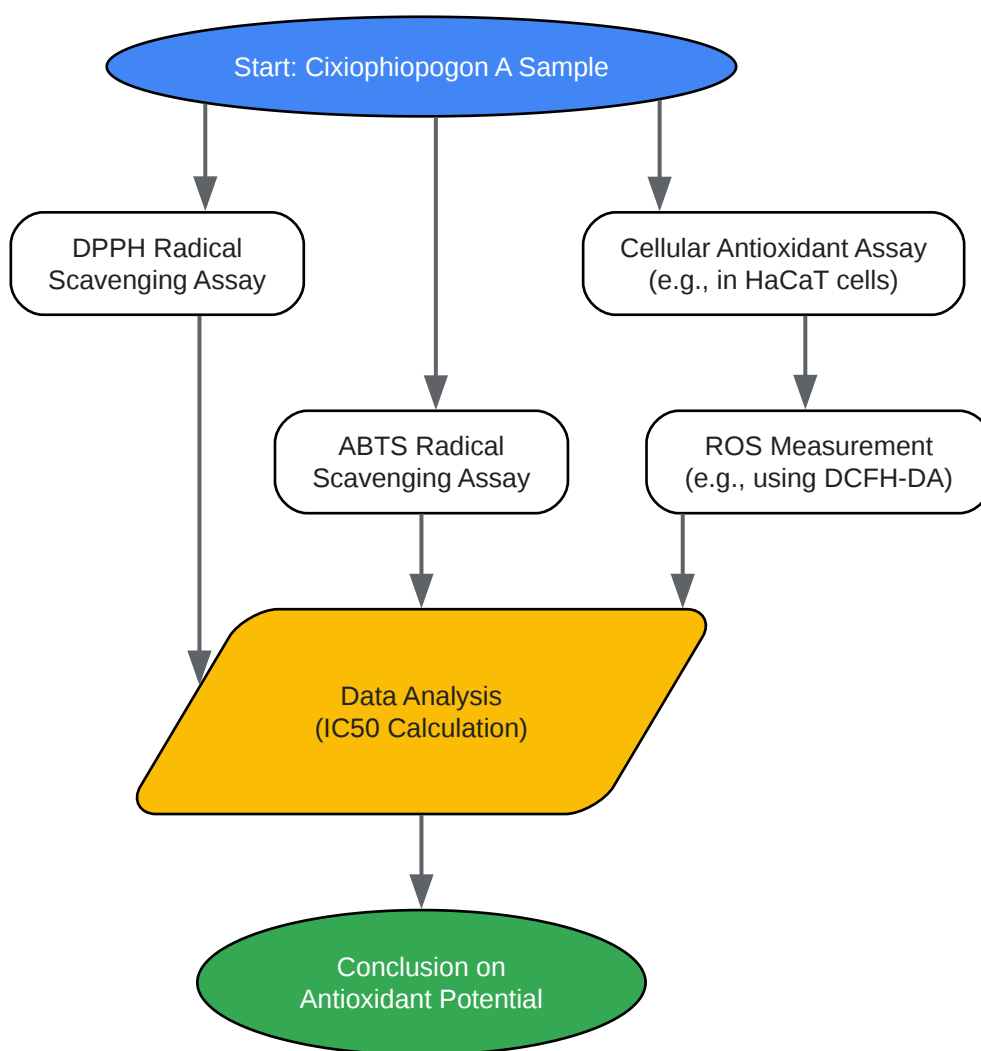 Start: Cixiophiopogon A Sample
DPPH Radical
Scavenging Assay
Cellular Antioxidant Assay
(e.g., in HaCaT cells)
ABTS Radical
Scavenging Assay
ROS Measurement
(e.g., using DCFH-DA)
Data Analysis
(IC50 Calculation)
Conclusion on
Antioxidant Potential